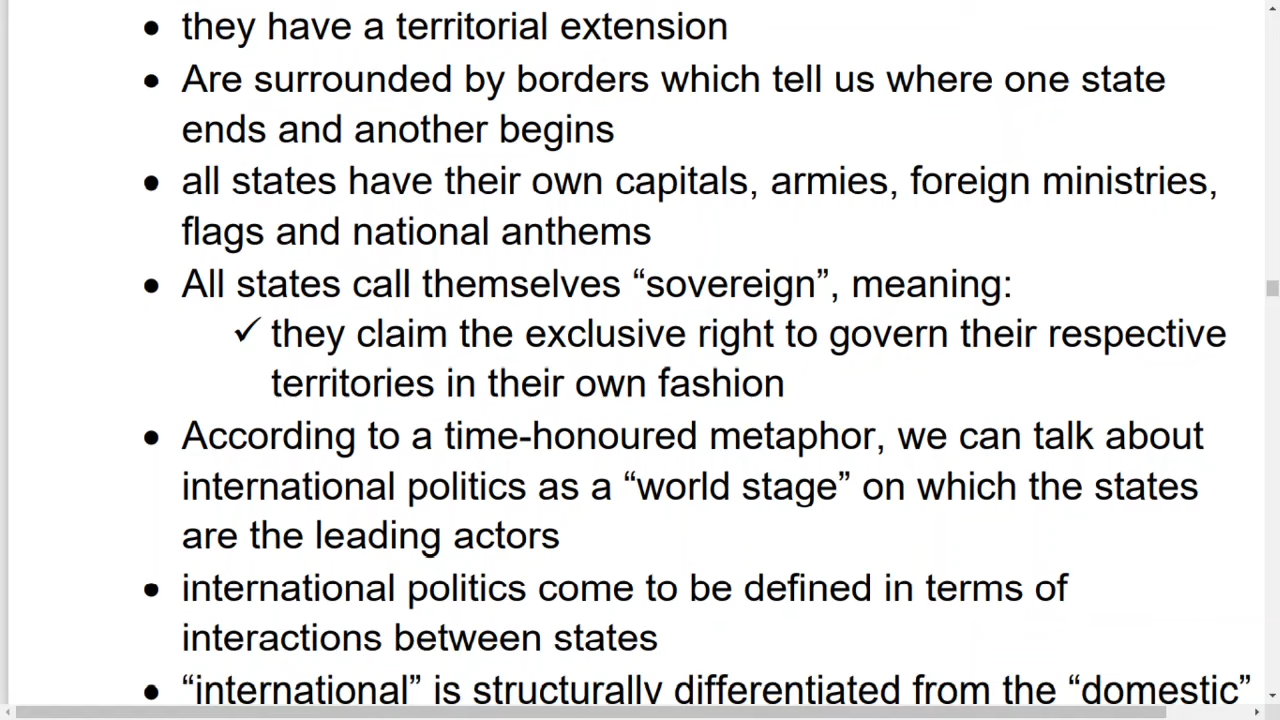 • they have a territorial extension
• Are surrounded by borders which tell us where one state
ends and another begins
• all states have their own capitals, armies, foreign ministries,
flags and national anthems
• All states call themselves “sovereign”, meaning:
✓ they claim the exclusive right to govern their respective
territories in their own fashion
• According to a time-honoured metaphor, we can talk about
international politics as a “world stage” on which the states
are the leading actors
• international politics come to be defined in terms of
interactions between states
• “international” is structurally differentiated from the “domestic”